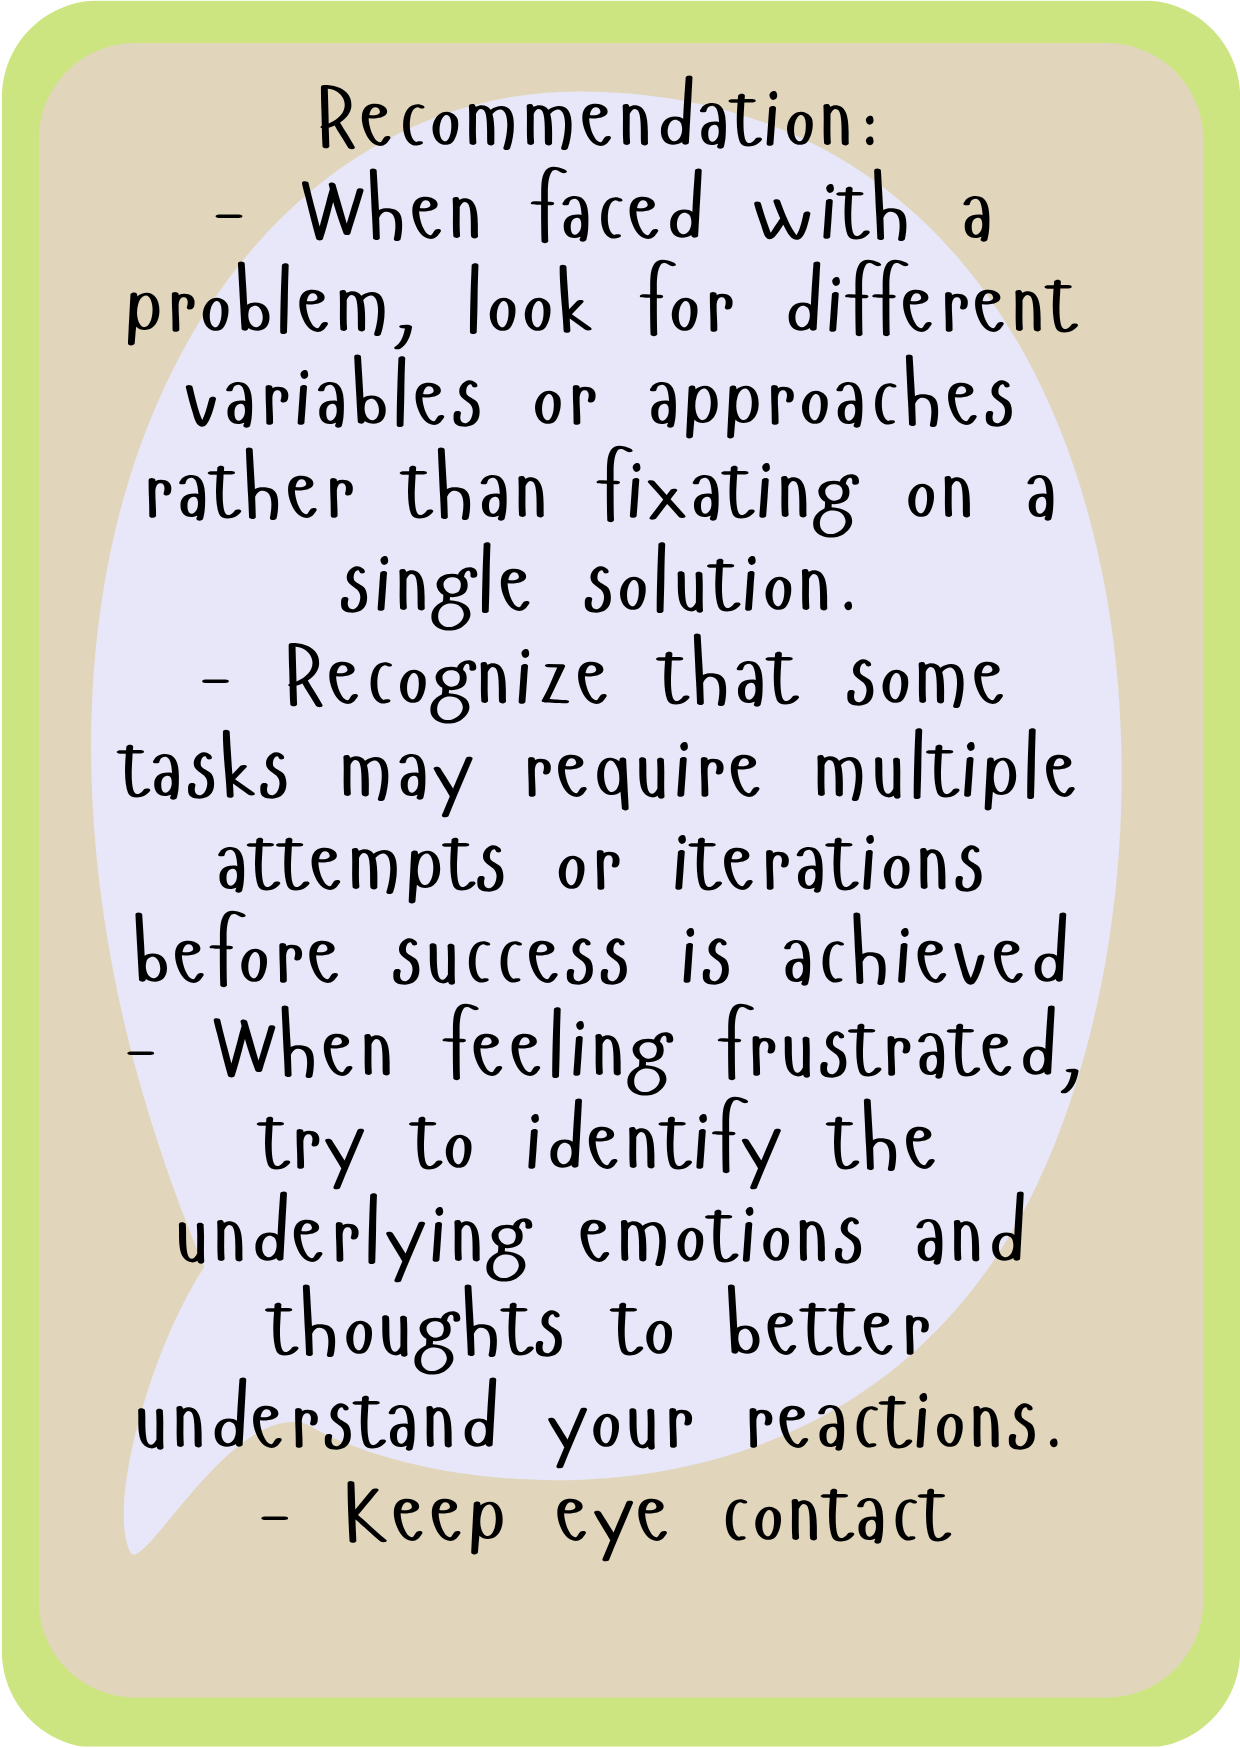 Recommendation:
- When faced with a
problem, look for different
variables or approaches
rather than fixating on a
single solution.
- Recognize that some
tasks may require multiple
attempts or iterations
before success is achieved
- When feeling frustrated,
try to identify the
underlying emotions and
thoughts to better
understand your reactions.
- Keep eye contact